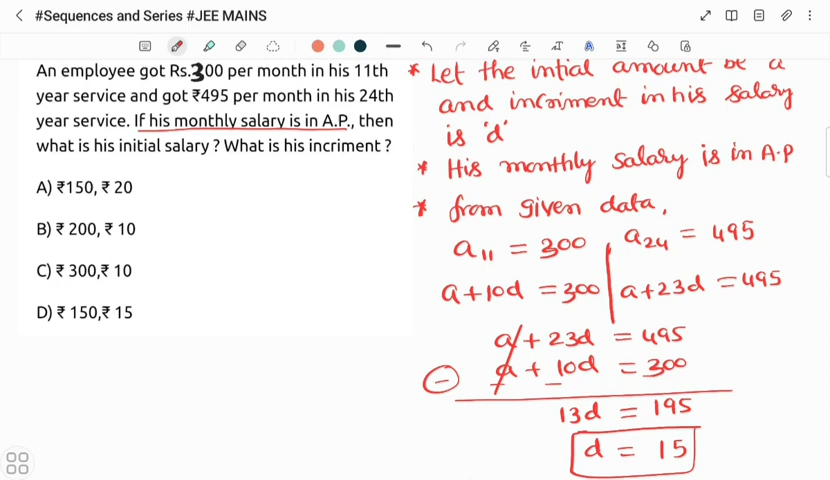 #Sequences and Series #JEE MAINS
An employee got Rs.300 per month in his 11th
year service and got ₹495 per month in his 24th
year service. If his monthly salary is in A.P., then
what is his initial salary ? What is his incriment ?
A) ₹150, ₹ 20
B) ₹ 200, ₹ 10
C) ₹ 300,₹ 10
D) ₹ 150,₹ 15
* Let the intial amount be a
and incriment in his salary
is 'd'
* His monthly salary is in A.P
* from given data,
a₁₁ = 300 a₂₄ = 495
a+10d = 300 a+23d = 495
a + 23d = 495
a + 10d = 300
13d = 195
d = 15